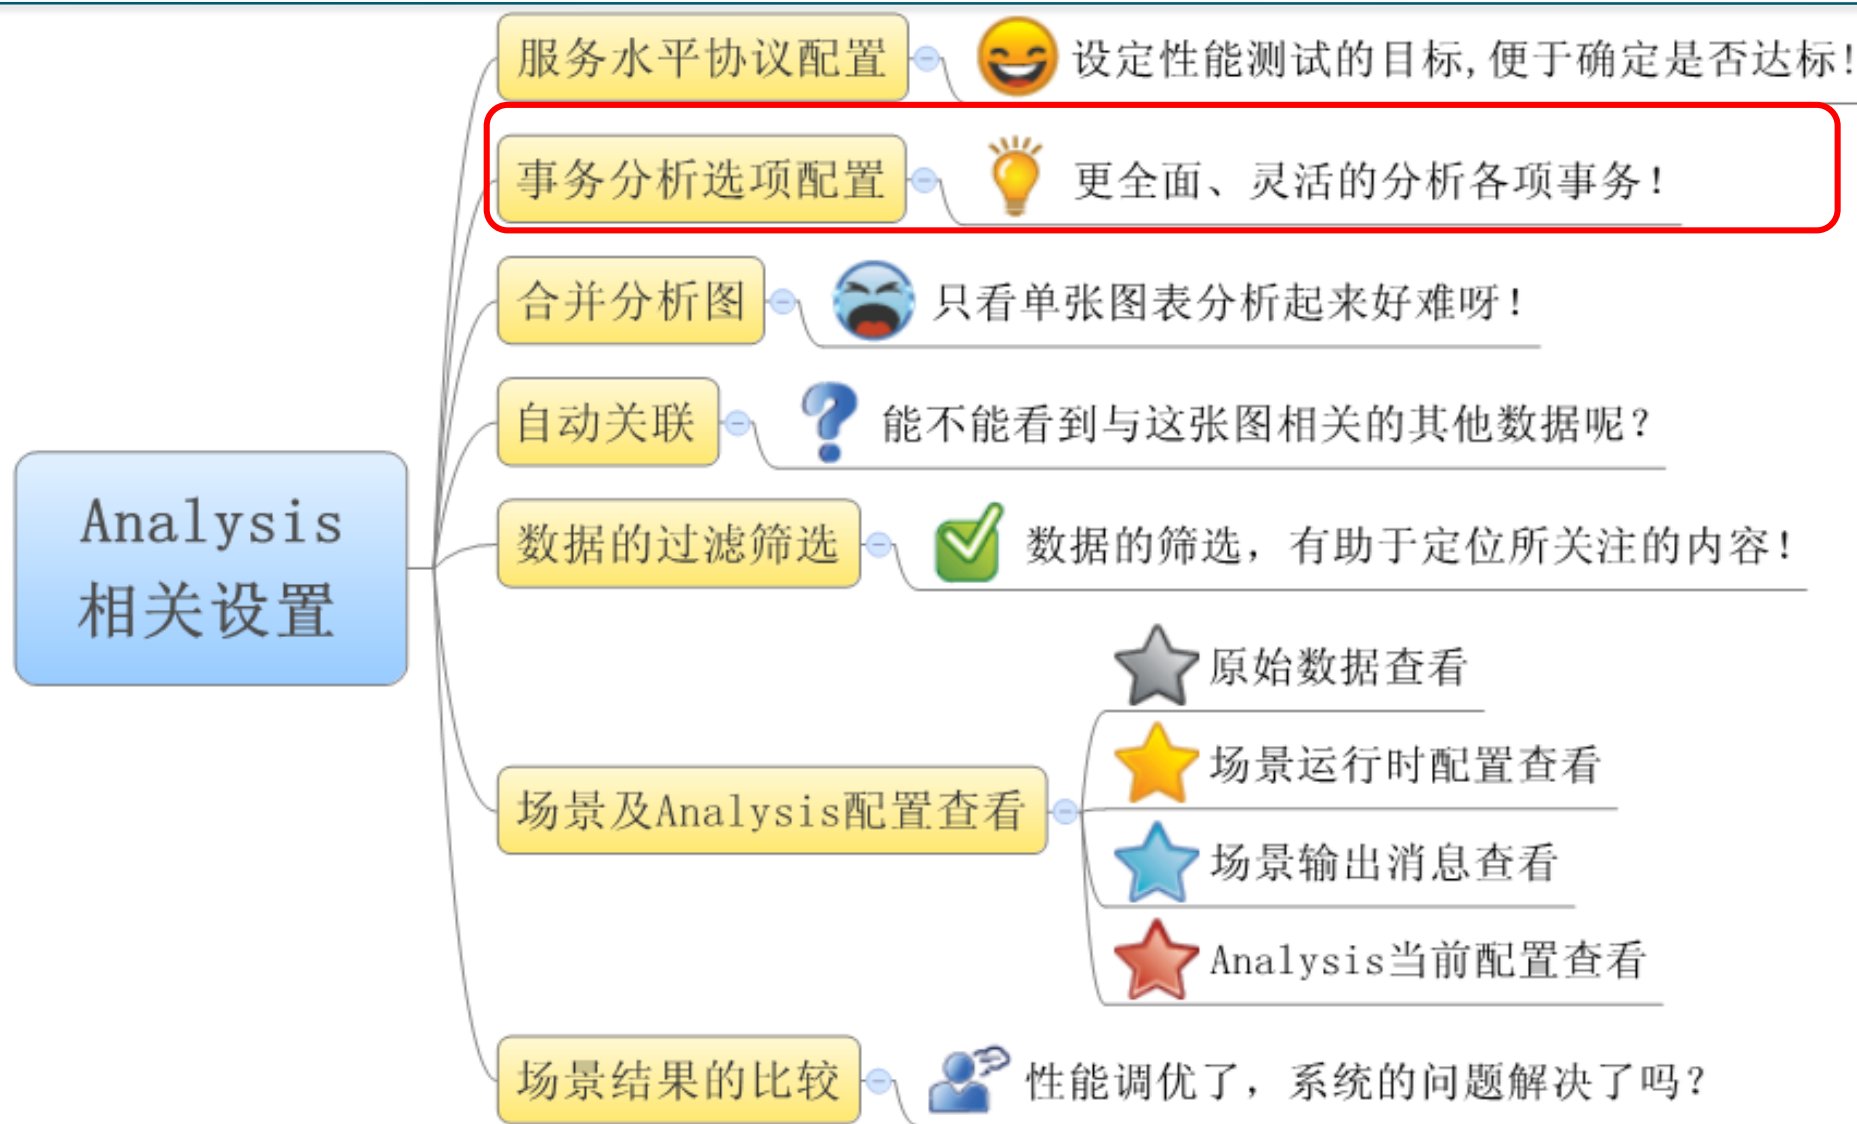 服务水平协议配置
设定性能测试的目标,便于确定是否达标!
事务分析选项配置
更全面、灵活的分析各项事务!
合并分析图
只看单张图表分析起来好难呀!
自动关联
能不能看到与这张图相关的其他数据呢?
Analysis
相关设置
数据的过滤筛选
数据的筛选，有助于定位所关注的内容!
场景及Analysis配置查看
原始数据查看
场景运行时配置查看
场景输出消息查看
Analysis当前配置查看
场景结果的比较
性能调优了，系统的问题解决了吗?